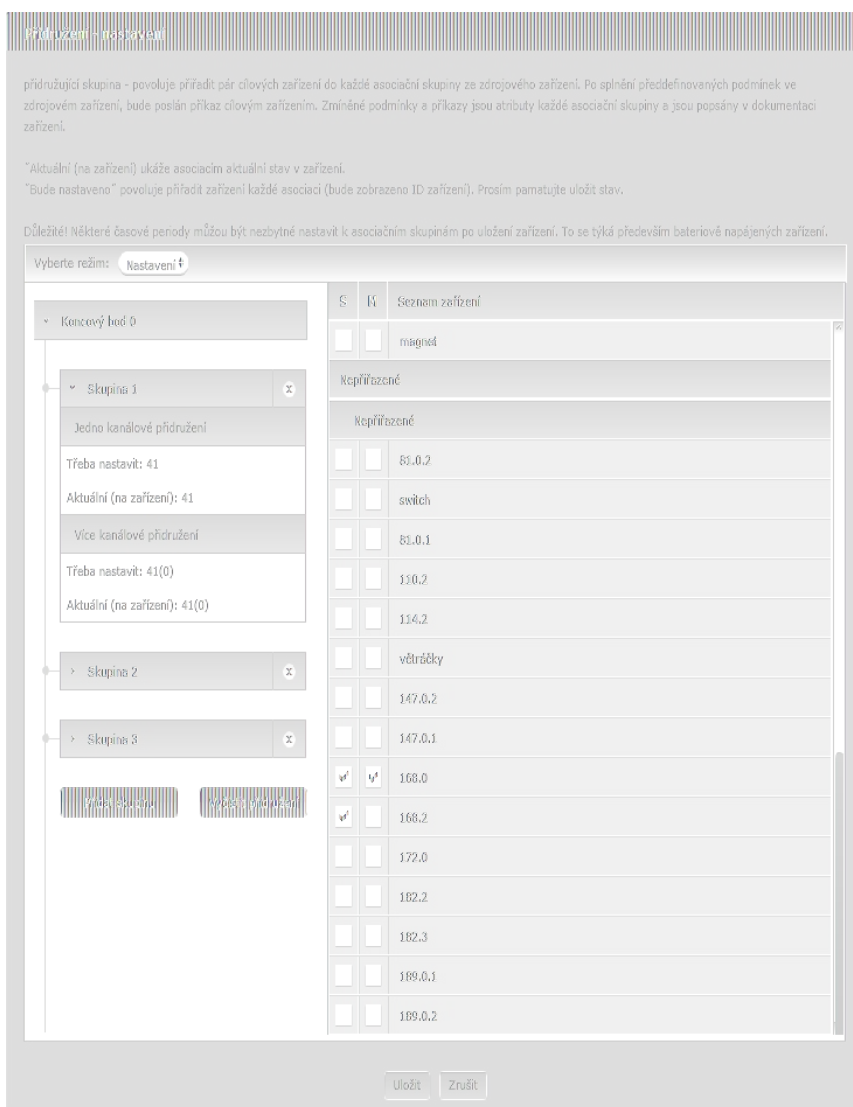 Přidružení - nastavení
přidružující skupina - povoluje přiřadit pár cílových zařízení do každé asociační skupiny ze zdrojového zařízení. Po splnění předdefinovaných podmínek ve
zdrojovém zařízení, bude poslán příkaz cílovým zařízením. Zmíněné podmínky a příkazy jsou atributy každé asociační skupiny a jsou popsány v dokumentaci
zařízení.
"Aktuální (na zařízení) ukáže asociacím aktuální stav v zařízení.
"Bude nastaveno" povoluje přiřadit zařízení každé asociaci (bude zobrazeno ID zařízení). Prosím pamatujte uložit stav.
Důležité! Některé časové periody můžou být nezbytné nastavit k asociačním skupinám po uložení zařízení. To se týká především bateriově napájených zařízení.
Vyberte režim: Nastavení
Koncový bod 0
Skupina 1 x
Jedno kanálové přidružení
Třeba nastavit: 41
Aktuální (na zařízení): 41
Více kanálové přidružení
Třeba nastavit: 41(0)
Aktuální (na zařízení): 41(0)
Skupina 2 x
Skupina 3 x
Přidat skupinu
S M Seznam zařízení
magnet
Nepřiřazené
Nepřiřazené
81.0.2
switch
81.0.1
110.2
114.2
větráčky
147.0.2
147.0.1
168.0
168.2
172.0
182.2
182.3
189.0.1
189.0.2
Uložit Zrušit